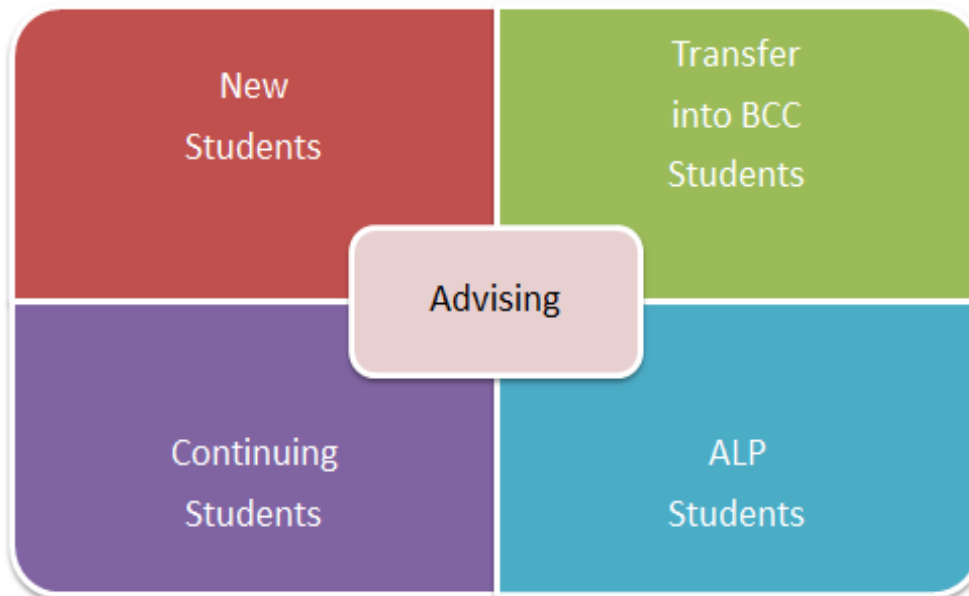 New
Students
Transfer
into BCC
Students
Advising
Continuing
Students
ALP
Students